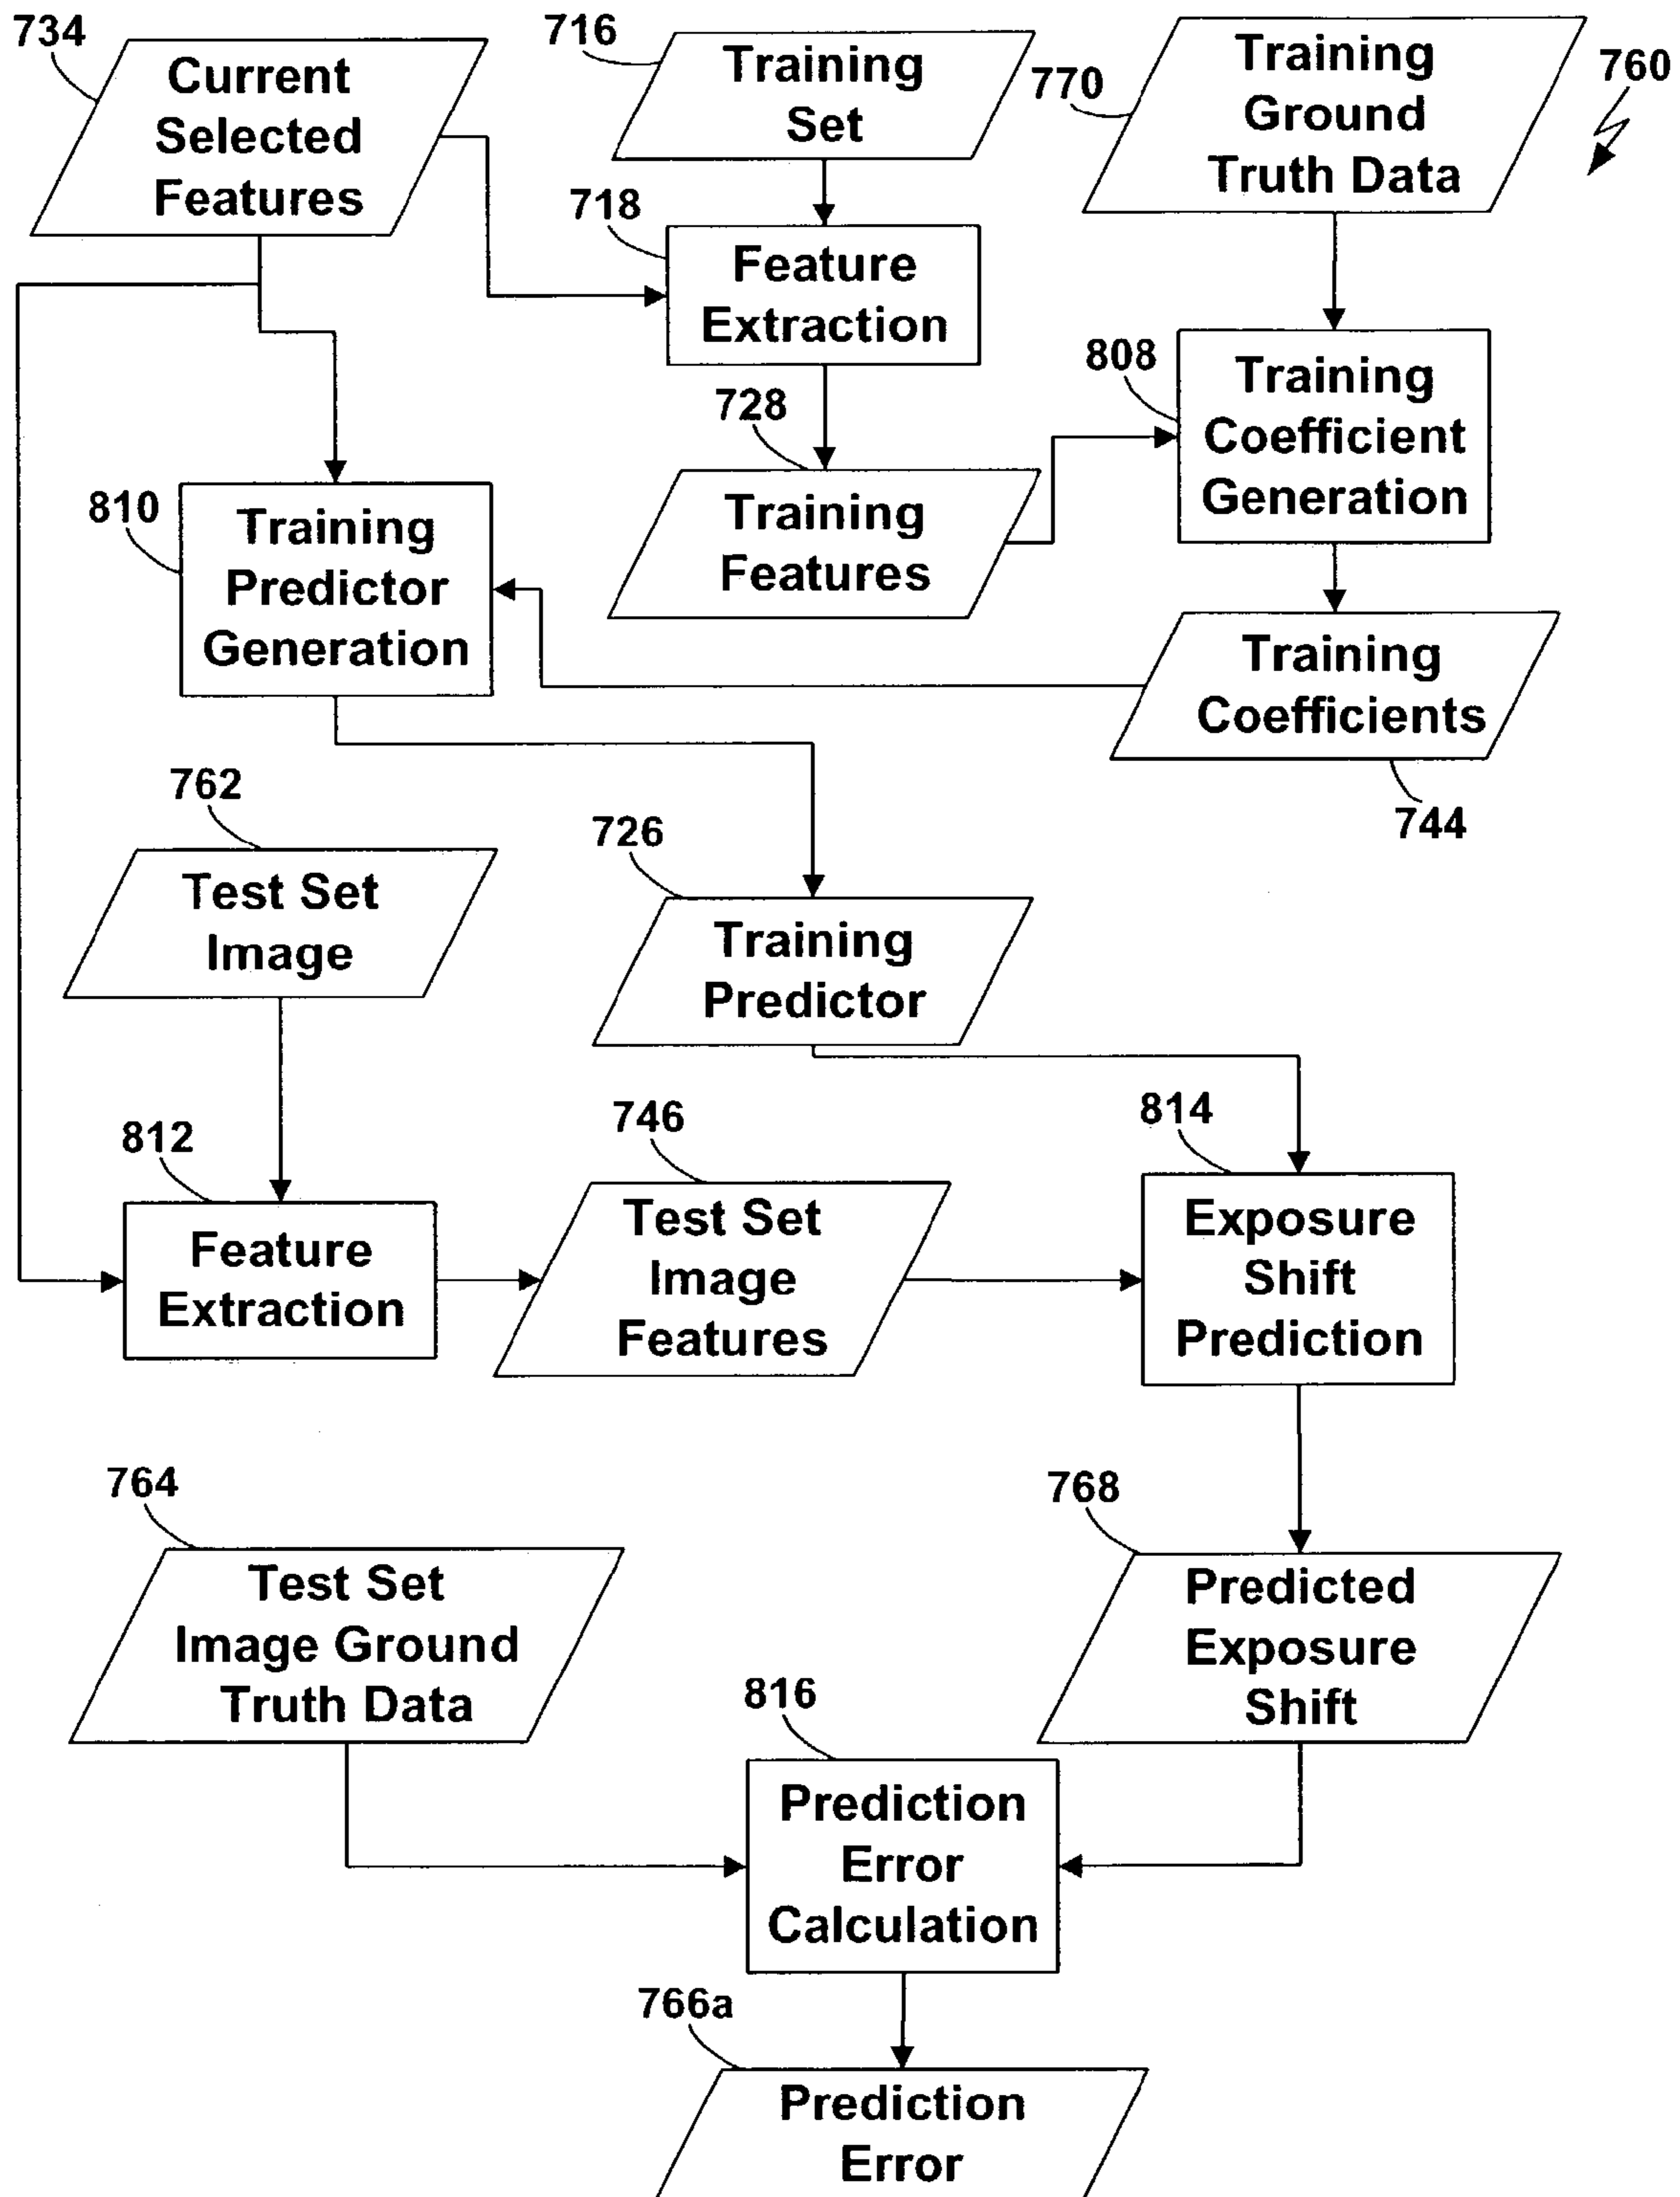 734
Current
Selected
Features
716
Training
Set
770
Training
Ground
Truth Data
760
718
Feature
Extraction
808
Training
Coefficient
Generation
728
Training
Features
810
Training
Predictor
Generation
Training
Coefficients
744
762
Test Set
Image
726
Training
Predictor
812
Feature
Extraction
746
Test Set
Image
Features
814
Exposure
Shift
Prediction
764
Test Set
Image Ground
Truth Data
768
Predicted
Exposure
Shift
816
Prediction
Error
Calculation
766a
Prediction
Error